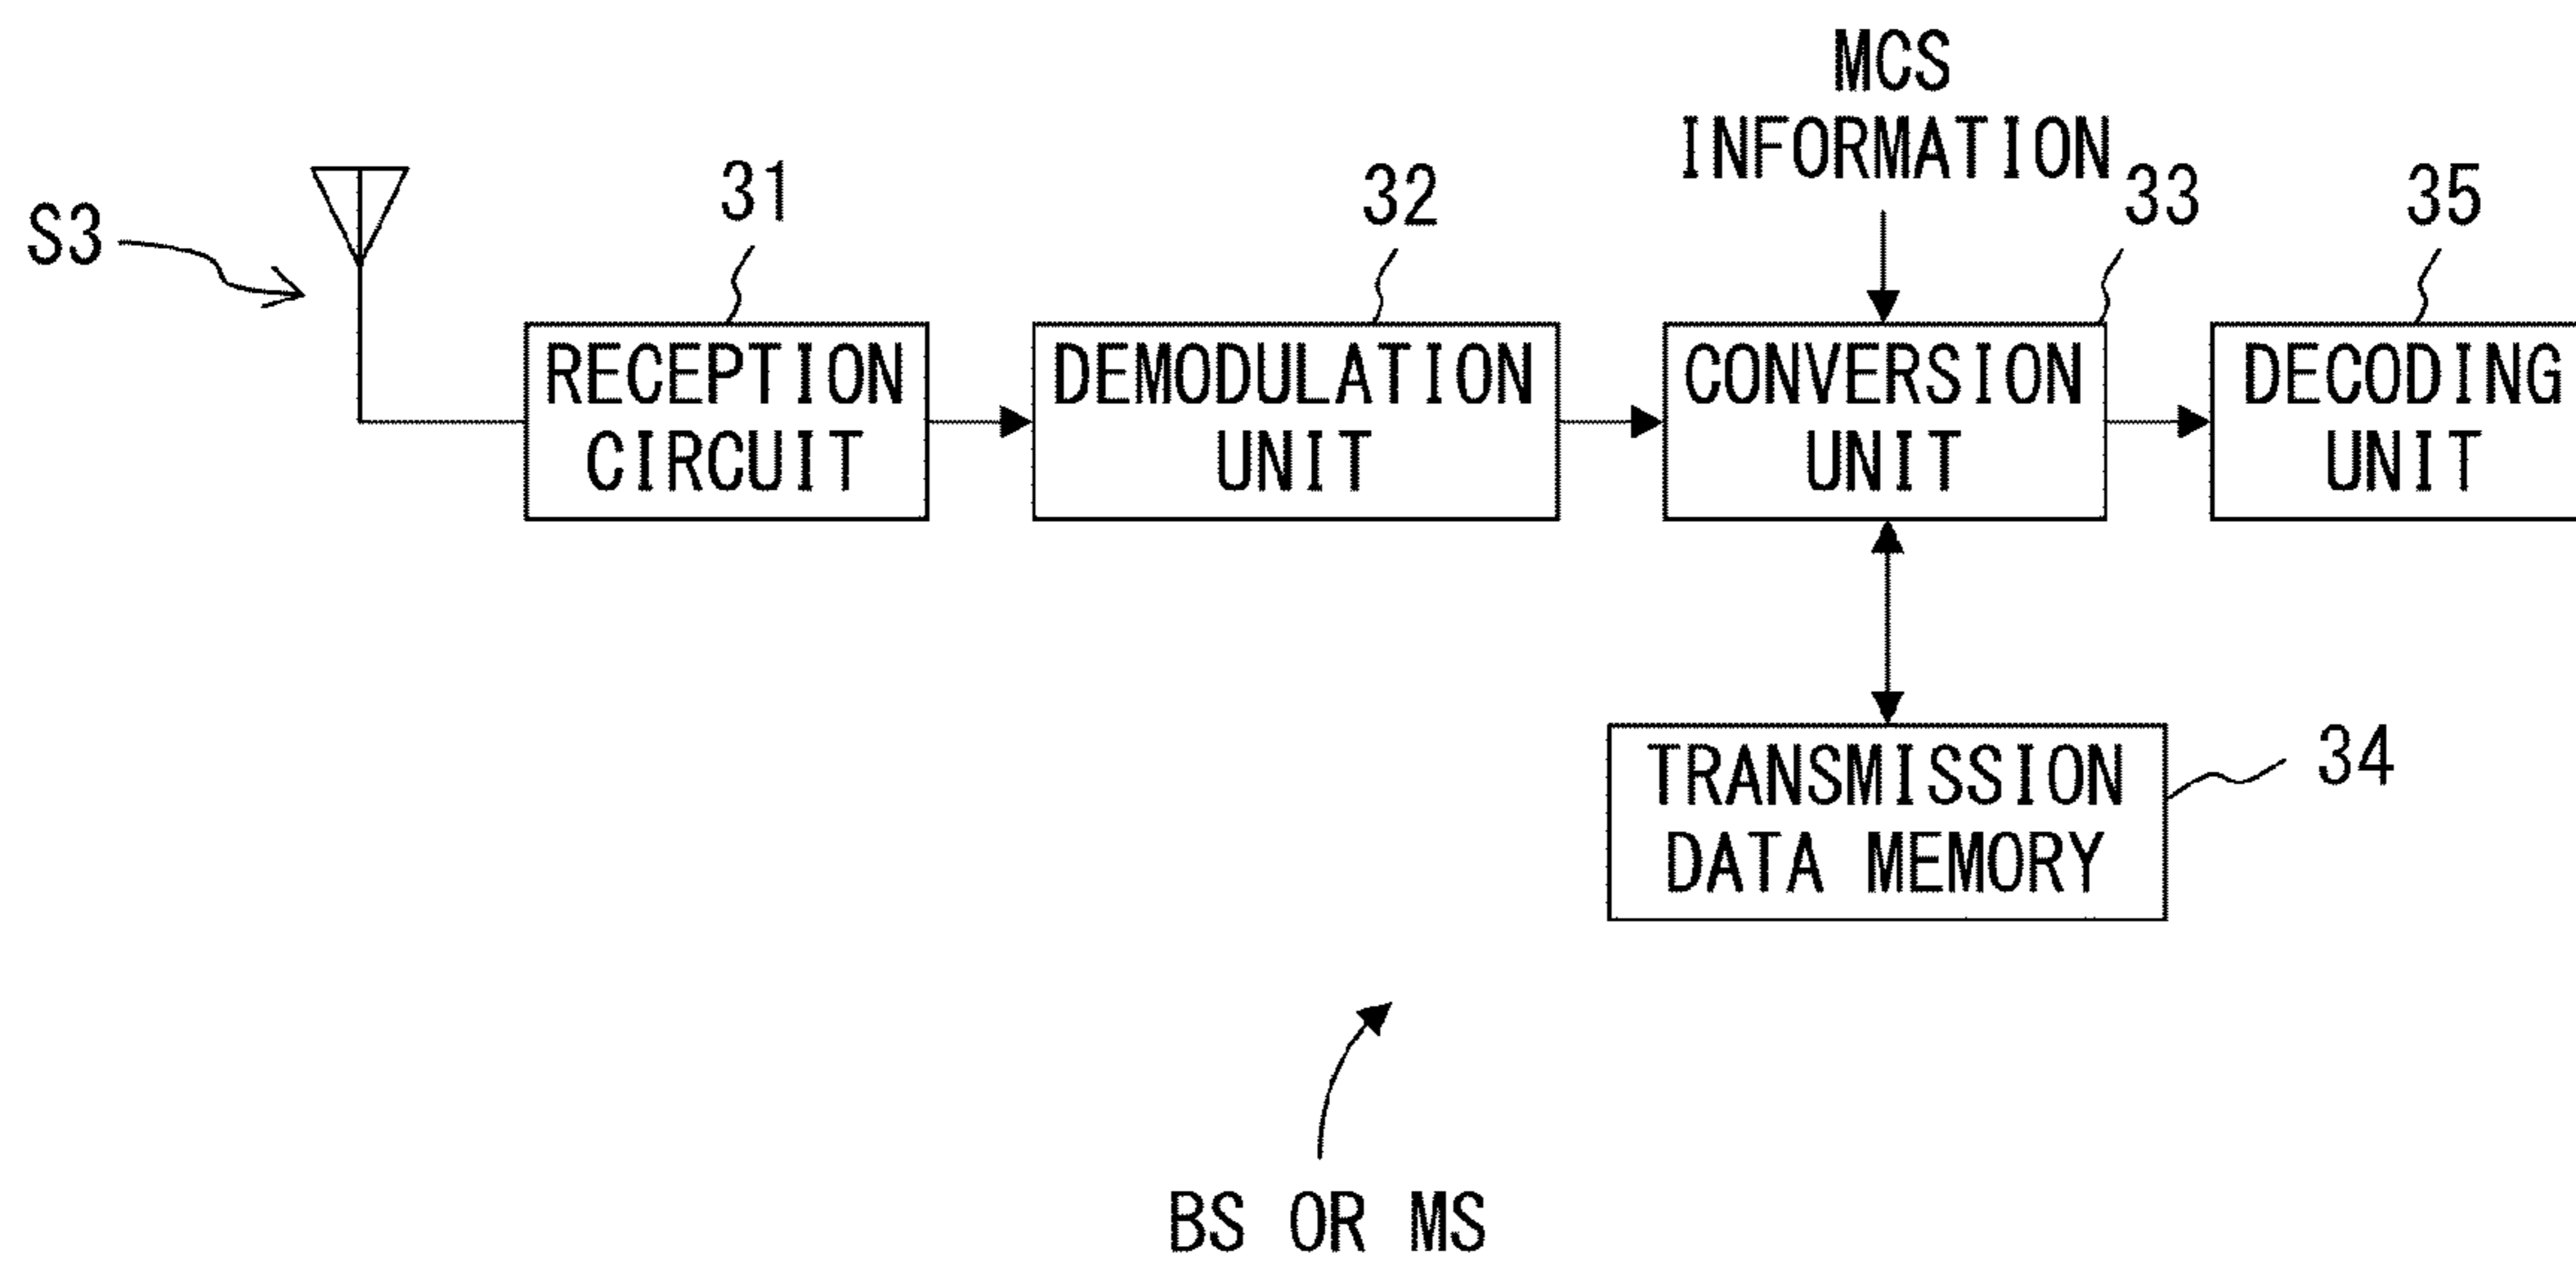 MCS
INFORMATION
S3
31
32
33
35
RECEPTION
CIRCUIT
DEMODULATION
UNIT
CONVERSION
UNIT
DECODING
UNIT
TRANSMISSION
DATA MEMORY
34
BS OR MS